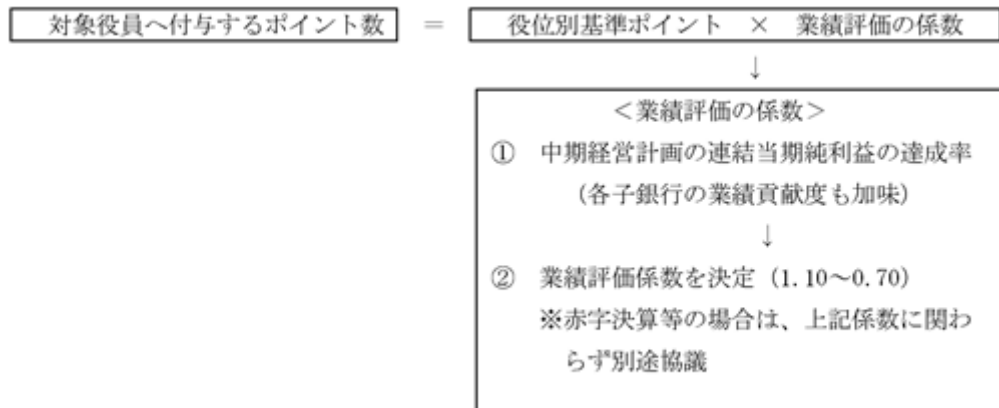 対象役員へ付与するポイント数 ＝ 役位別基準ポイント × 業績評価の係数
↓
＜業績評価の係数＞
① 中期経営計画の連結当期純利益の達成率
（各子銀行の業績貢献度も加味）
↓
② 業績評価係数を決定（1.10～0.70）
※赤字決算等の場合は、上記係数に関わ
らず別途協議